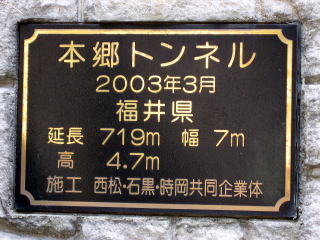 本郷トンネル
2003年3月
福井県
延長 719m 幅 7m
高 4.7m
施工 西松・石黒・時岡共同企業体